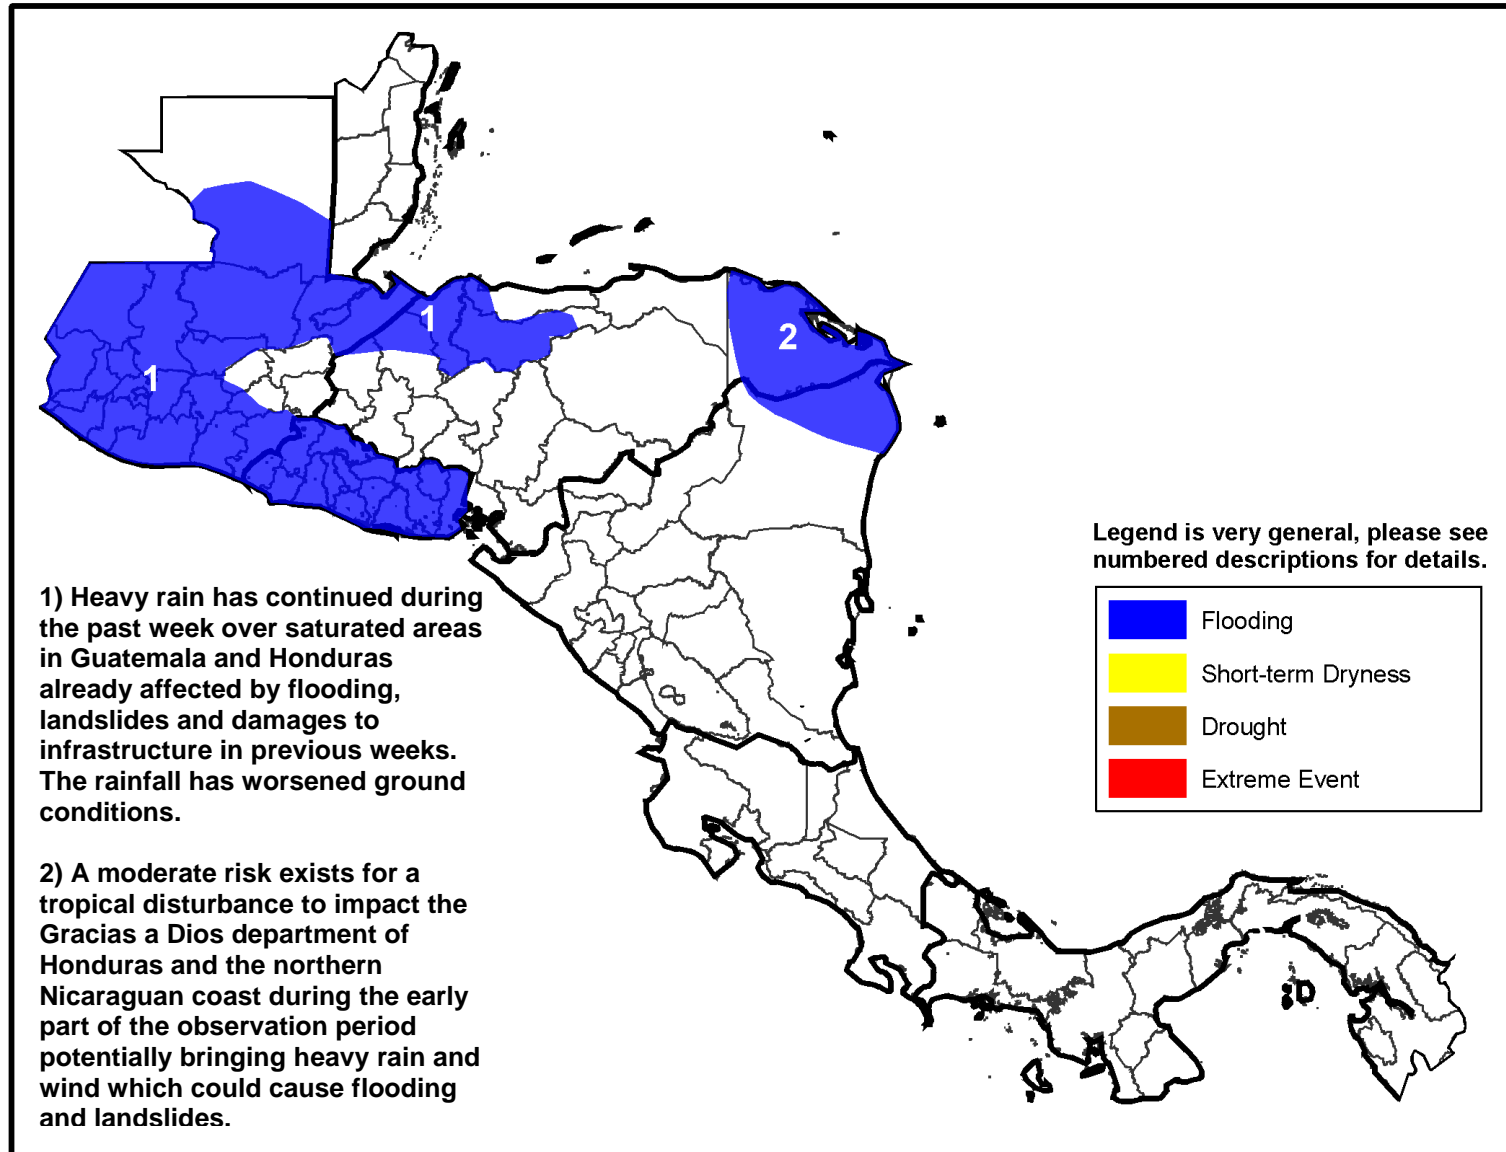 1
1
2
Legend is very general, please see
numbered descriptions for details.
Flooding
Short-term Dryness
Drought
Extreme Event
1) Heavy rain has continued during
the past week over saturated areas
in Guatemala and Honduras
already affected by flooding,
landslides and damages to
infrastructure in previous weeks.
The rainfall has worsened ground
conditions.
2) A moderate risk exists for a
tropical disturbance to impact the
Gracias a Dios department of
Honduras and the northern
Nicaraguan coast during the early
part of the observation period
potentially bringing heavy rain and
wind which could cause flooding
and landslides.